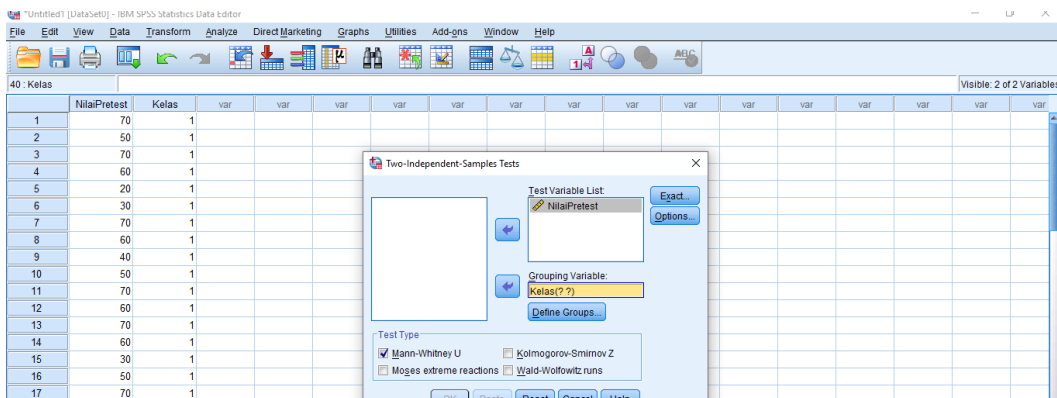 *Untitled1 [DataSet0] - IBM SPSS Statistics Data Editor
File Edit View Data Transform Analyze Direct Marketing Graphs Utilities Add-ons Window Help
40 : Kelas
Visible: 2 of 2 Variables
NilaiPretest Kelas var var var var var var var var var var var var var var
1 70 1
2 50 1
3 70 1
4 60 1
5 20 1
6 30 1
7 70 1
8 60 1
9 40 1
10 50 1
11 70 1
12 60 1
13 70 1
14 60 1
15 30 1
16 50 1
17 70 1
Two-Independent-Samples Tests
Test Variable List:
NilaiPretest
Exact...
Options...
Grouping Variable:
Kelas(? ?)
Define Groups...
Test Type
Mann-Whitney U Kolmogorov-Smirnov Z
Moses extreme reactions Wald-Wolfowitz runs
OK Paste Reset Cancel Help